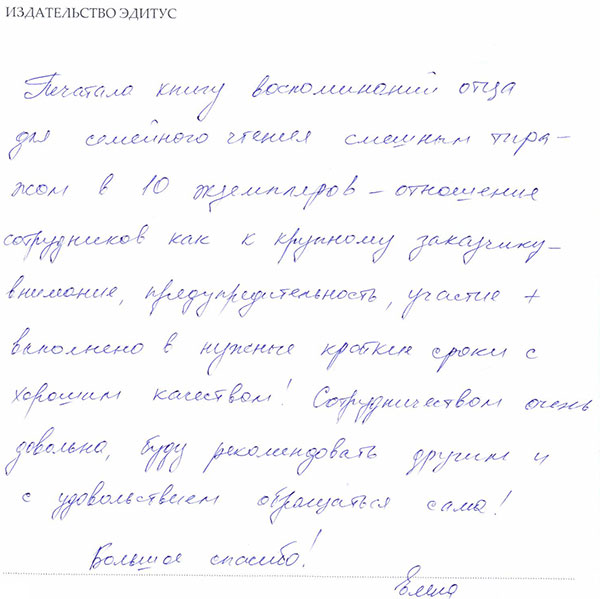 ИЗДАТЕЛЬСТВО ЭДИТУС
Печатала книгу воспоминаний отца
для семейного чтения смешным тира-
жом в 10 экземпляров – отношение
сотрудников как к крупному заказчику –
внимание, предупредительность, участие +
выполнено в нужные краткие сроки с
хорошим качеством! Сотрудничеством очень
довольна, буду рекомендовать другим и
с удовольствием обращаться сама!
Большое спасибо!
Елена